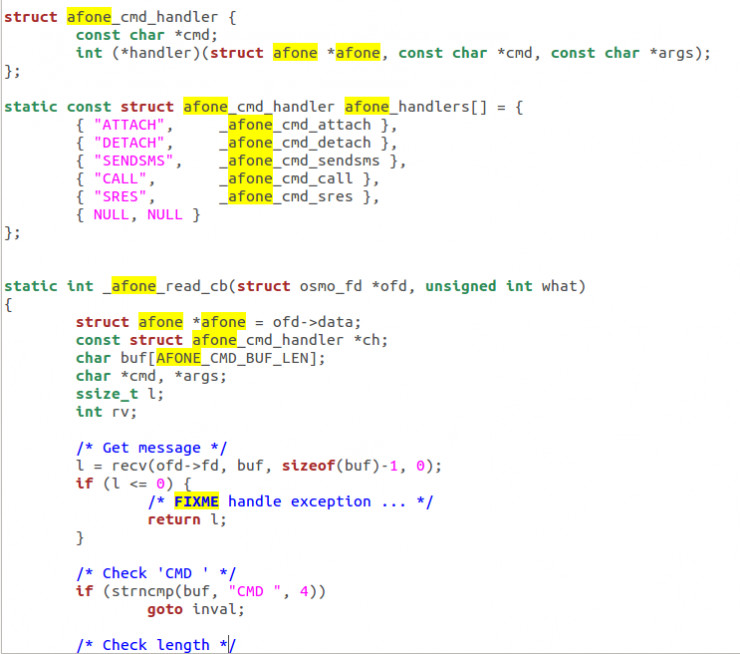 struct afone_cmd_handler {
        const char *cmd;
        int (*handler)(struct afone *afone, const char *cmd, const char *args);
};
static const struct afone_cmd_handler afone_handlers[] = {
        { "ATTACH",     _afone_cmd_attach },
        { "DETACH",     _afone_cmd_detach },
        { "SENDSMS",    _afone_cmd_sendsms },
        { "CALL",       _afone_cmd_call },
        { "SRES",       _afone_cmd_sres },
        { NULL, NULL }
};
static int _afone_read_cb(struct osmo_fd *ofd, unsigned int what)
{
        struct afone *afone = ofd->data;
        const struct afone_cmd_handler *ch;
        char buf[AFONE_CMD_BUF_LEN];
        char *cmd, *args;
        ssize_t l;
        int rv;
        /* Get message */
        l = recv(ofd->fd, buf, sizeof(buf)-1, 0);
        if (l <= 0) {
                /* FIXME handle exception ... */
                return l;
        }
        /* Check 'CMD ' */
        if (strncmp(buf, "CMD ", 4))
                goto inval;
        /* Check length */